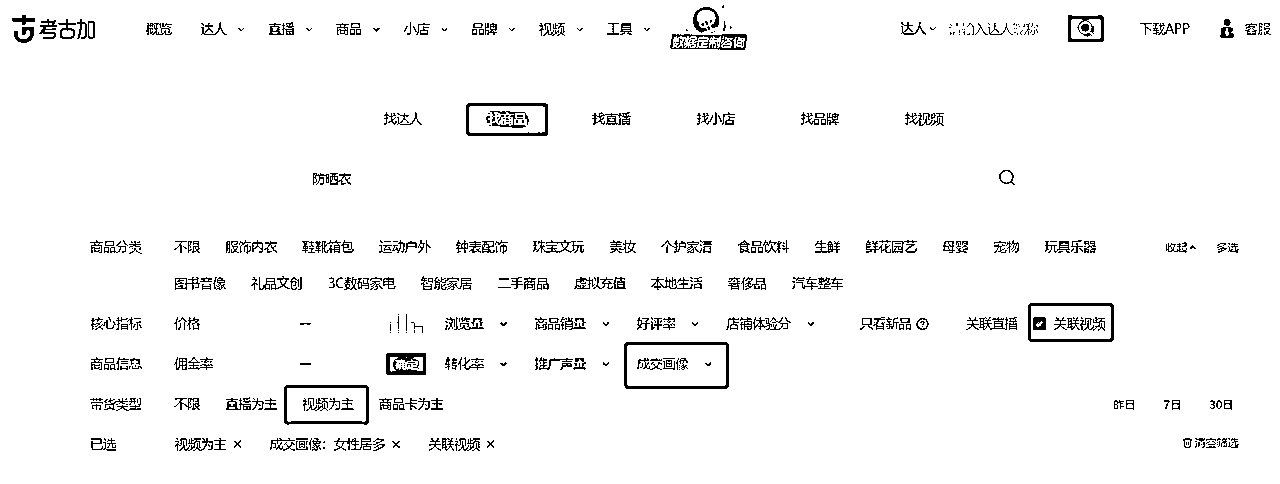 考古加 概览 达人 直播 商品 小店 品牌 视频 工具 数据定制咨询 达人 请输入达人昵称 下载APP 客服
找达人 找商品 找直播 找小店 找品牌 找视频
防晒衣
商品分类 不限 服饰内衣 鞋靴箱包 运动户外 钟表配饰 珠宝文玩 美妆 个护家清 食品饮料 生鲜 鲜花园艺 母婴 宠物 玩具乐器 收起 多选
图书音像 礼品文创 3C数码家电 智能家居 二手商品 虚拟充值 本地生活 奢侈品 汽车整车
核心指标 价格 — 浏览量 商品销量 好评率 店铺体验分 只看新品 关联直播 关联视频
商品信息 佣金率 — 确定 转化率 推广声量 成交画像
带货类型 不限 直播为主 视频为主 商品卡为主 昨日 7日 30日
已选 视频为主 × 成交画像：女性居多 × 关联视频 × 清空筛选